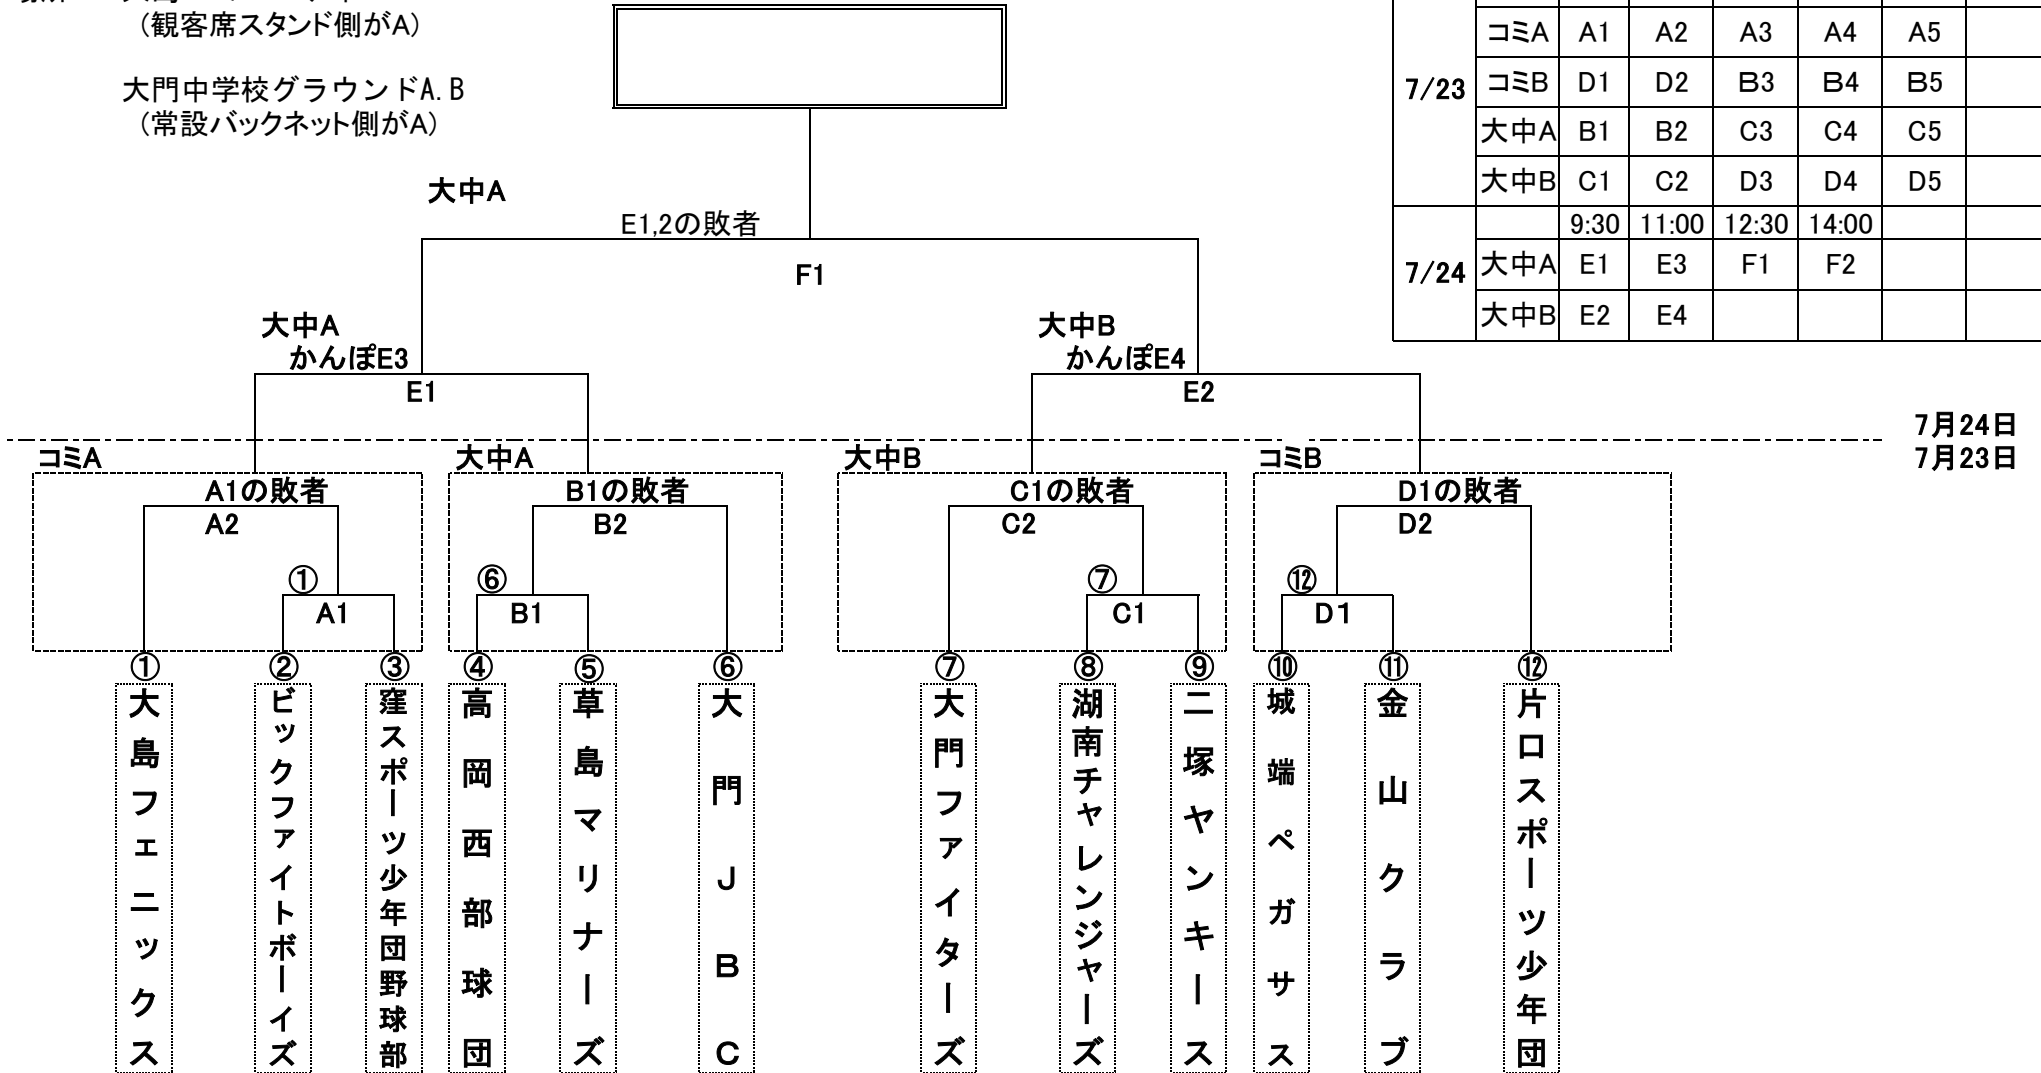 (観客席スタンド側がA)
大門中学校グラウンドA.B
(常設バックネット側がA)
コミA A1 A2 A3 A4 A5
7/23 コミB D1 D2 B3 B4 B5
大中A B1 B2 C3 C4 C5
大中B C1 C2 D3 D4 D5
9:30 11:00 12:30 14:00
7/24 大中A E1 E3 F1 F2
大中B E2 E4
大中A
E1,2の敗者
F1
大中A 大中B
かんぽE3 かんぽE4
E1 E2
7月24日
7月23日
コミA 大中A 大中B コミB
A1の敗者 B1の敗者 C1の敗者 D1の敗者
A2 B2 C2 D2
① ⑥ ⑦ ⑫
A1 B1 C1 D1
① ② ③ ④ ⑤ ⑥ ⑦ ⑧ ⑨ ⑩ ⑪ ⑫
大島フェニックス
ビックファイトボーイズ
窪スポーツ少年団野球部
高岡西部球団
草島マリナーズ
大門JBC
大門ファイターズ
湖南チャレンジャーズ
二塚ヤンキース
城端ペガサス
金山クラブ
片口スポーツ少年団